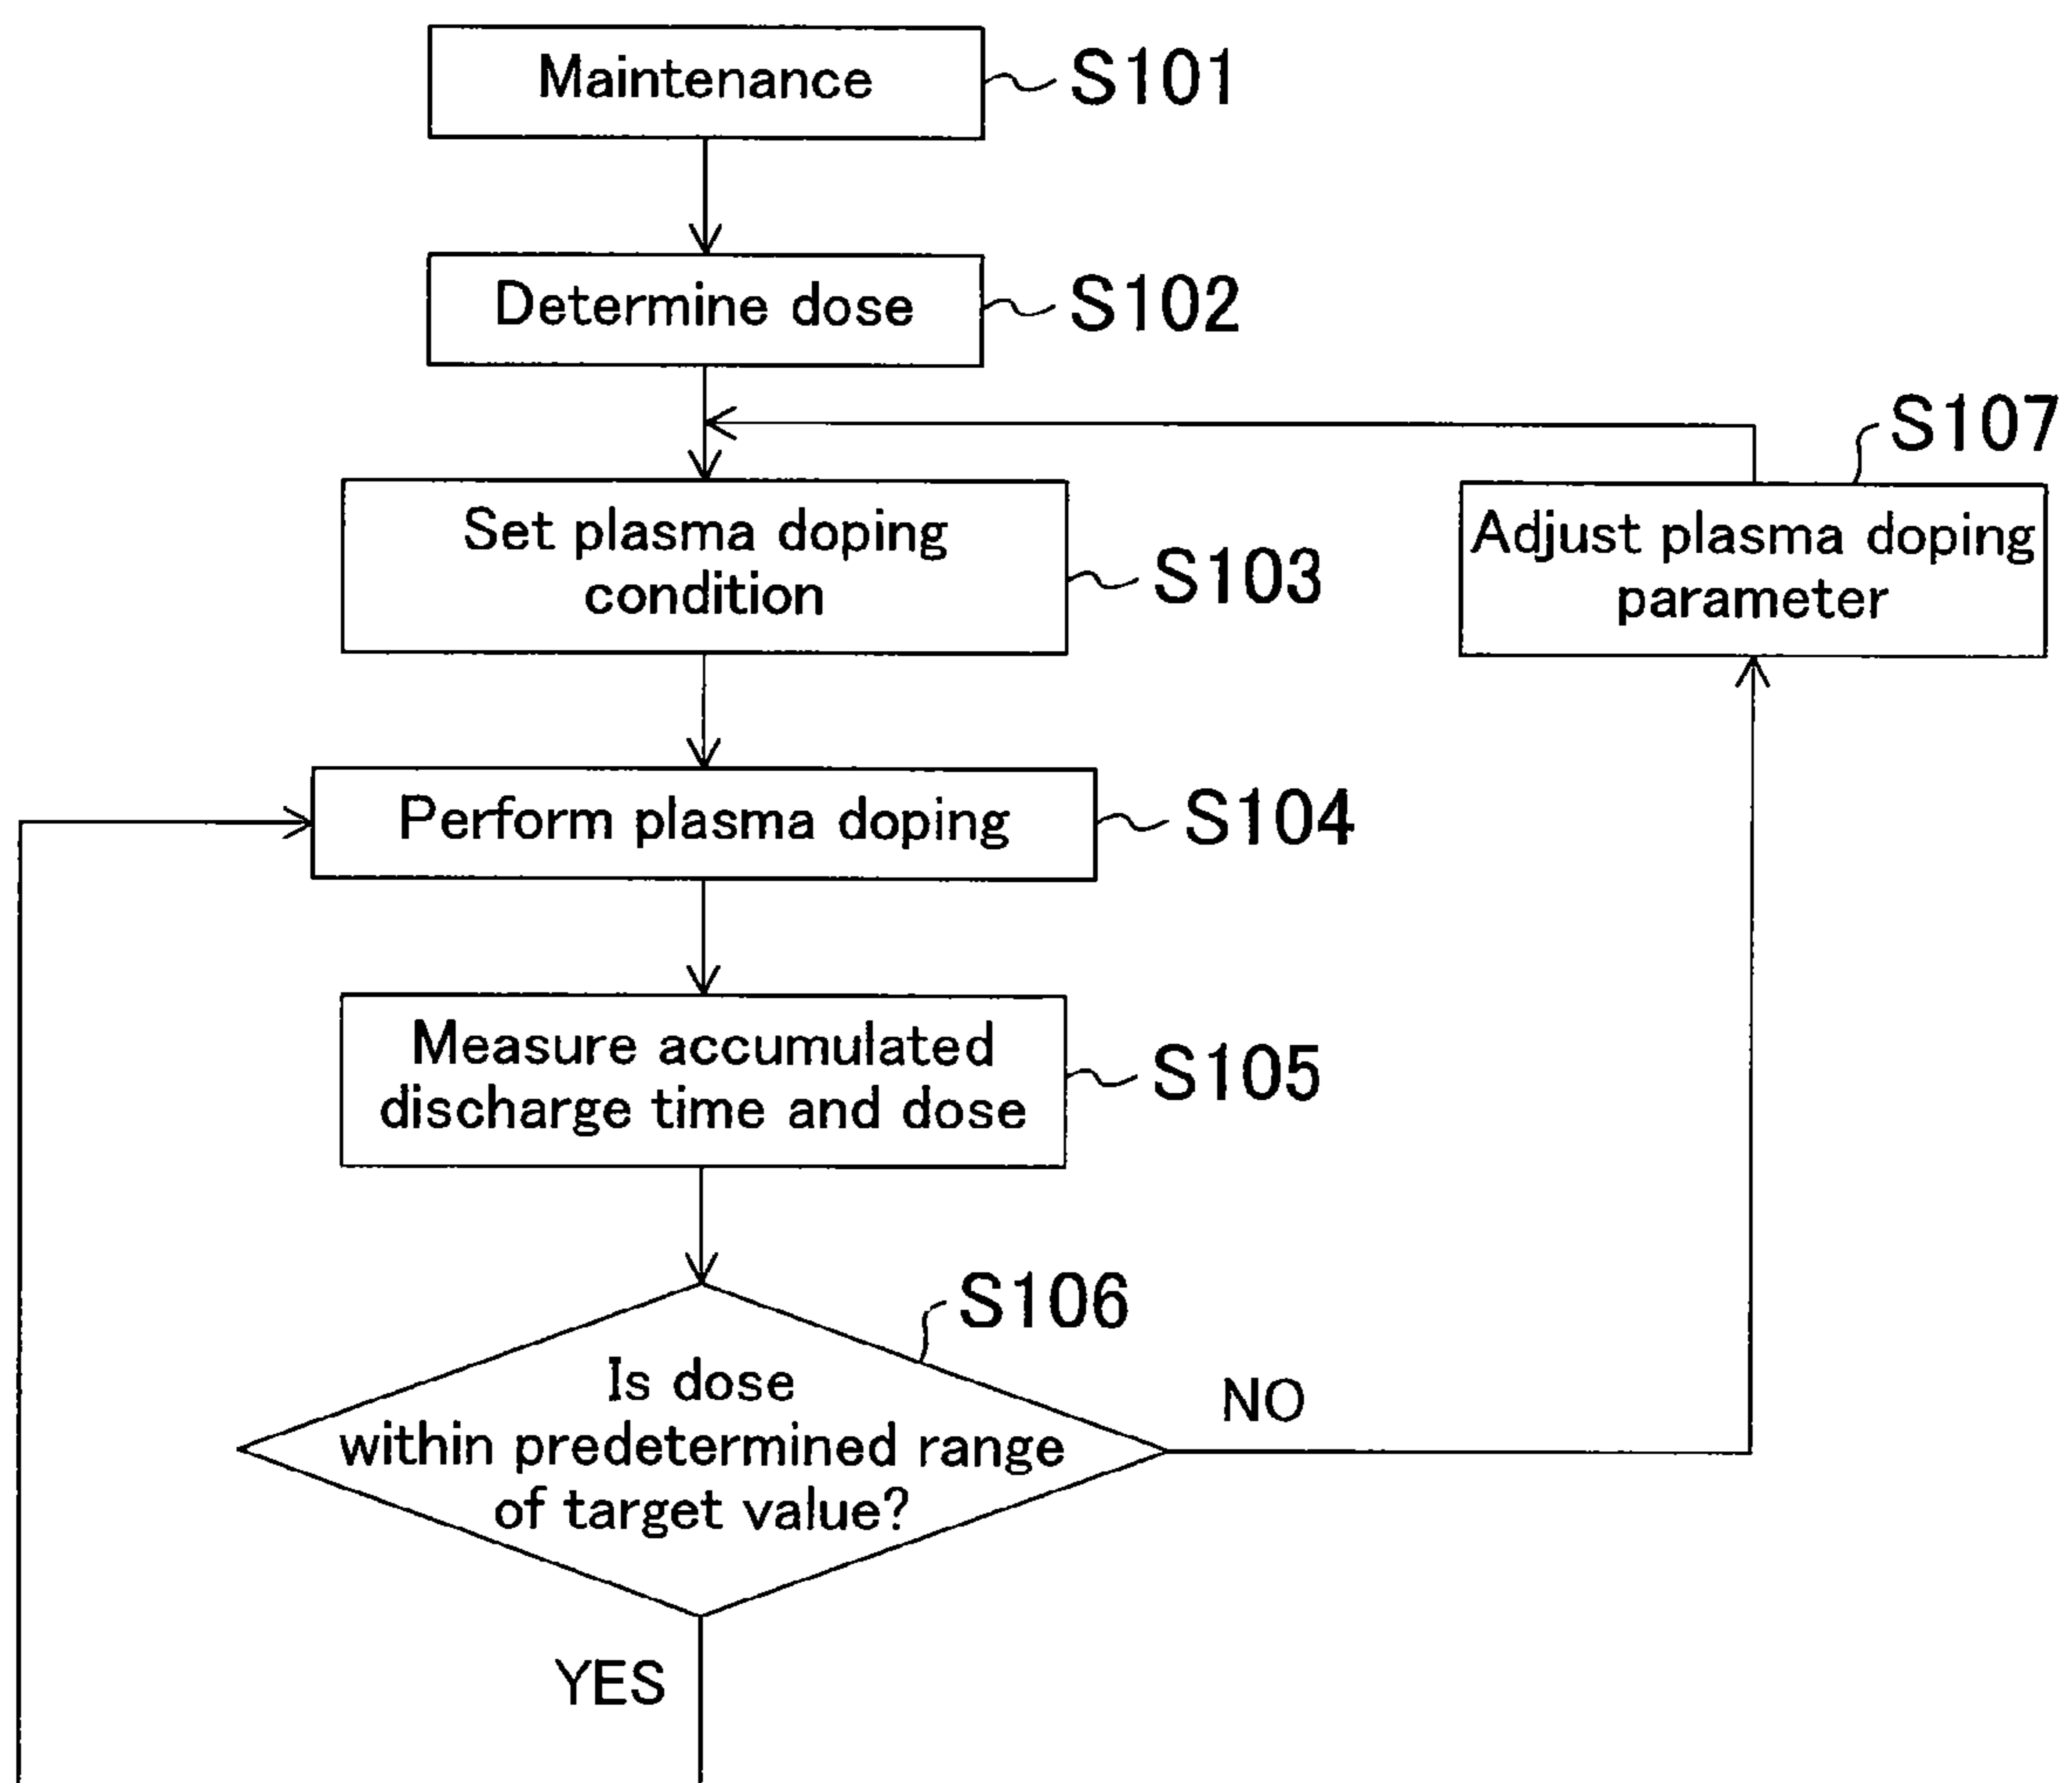 Maintenance
S101
Determine dose
S102
S107
Set plasma doping
condition
S103
Adjust plasma doping
parameter
Perform plasma doping
S104
Measure accumulated
discharge time and dose
S105
S106
Is dose
within predetermined range
of target value?
NO
YES